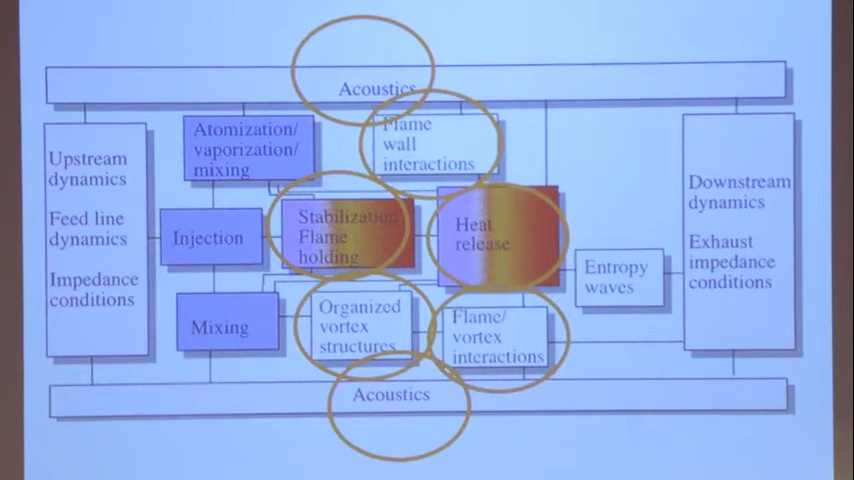 Acoustics
Atomization/
vaporization/
mixing
Flame
wall
interactions
Upstream
dynamics
Feed line
dynamics
Impedance
conditions
Injection
Stabilization
Flame
holding
Heat
release
Downstream
dynamics
Exhaust
impedance
conditions
Entropy
waves
Mixing
Organized
vortex
structures
Flame/
vortex
interactions
Acoustics